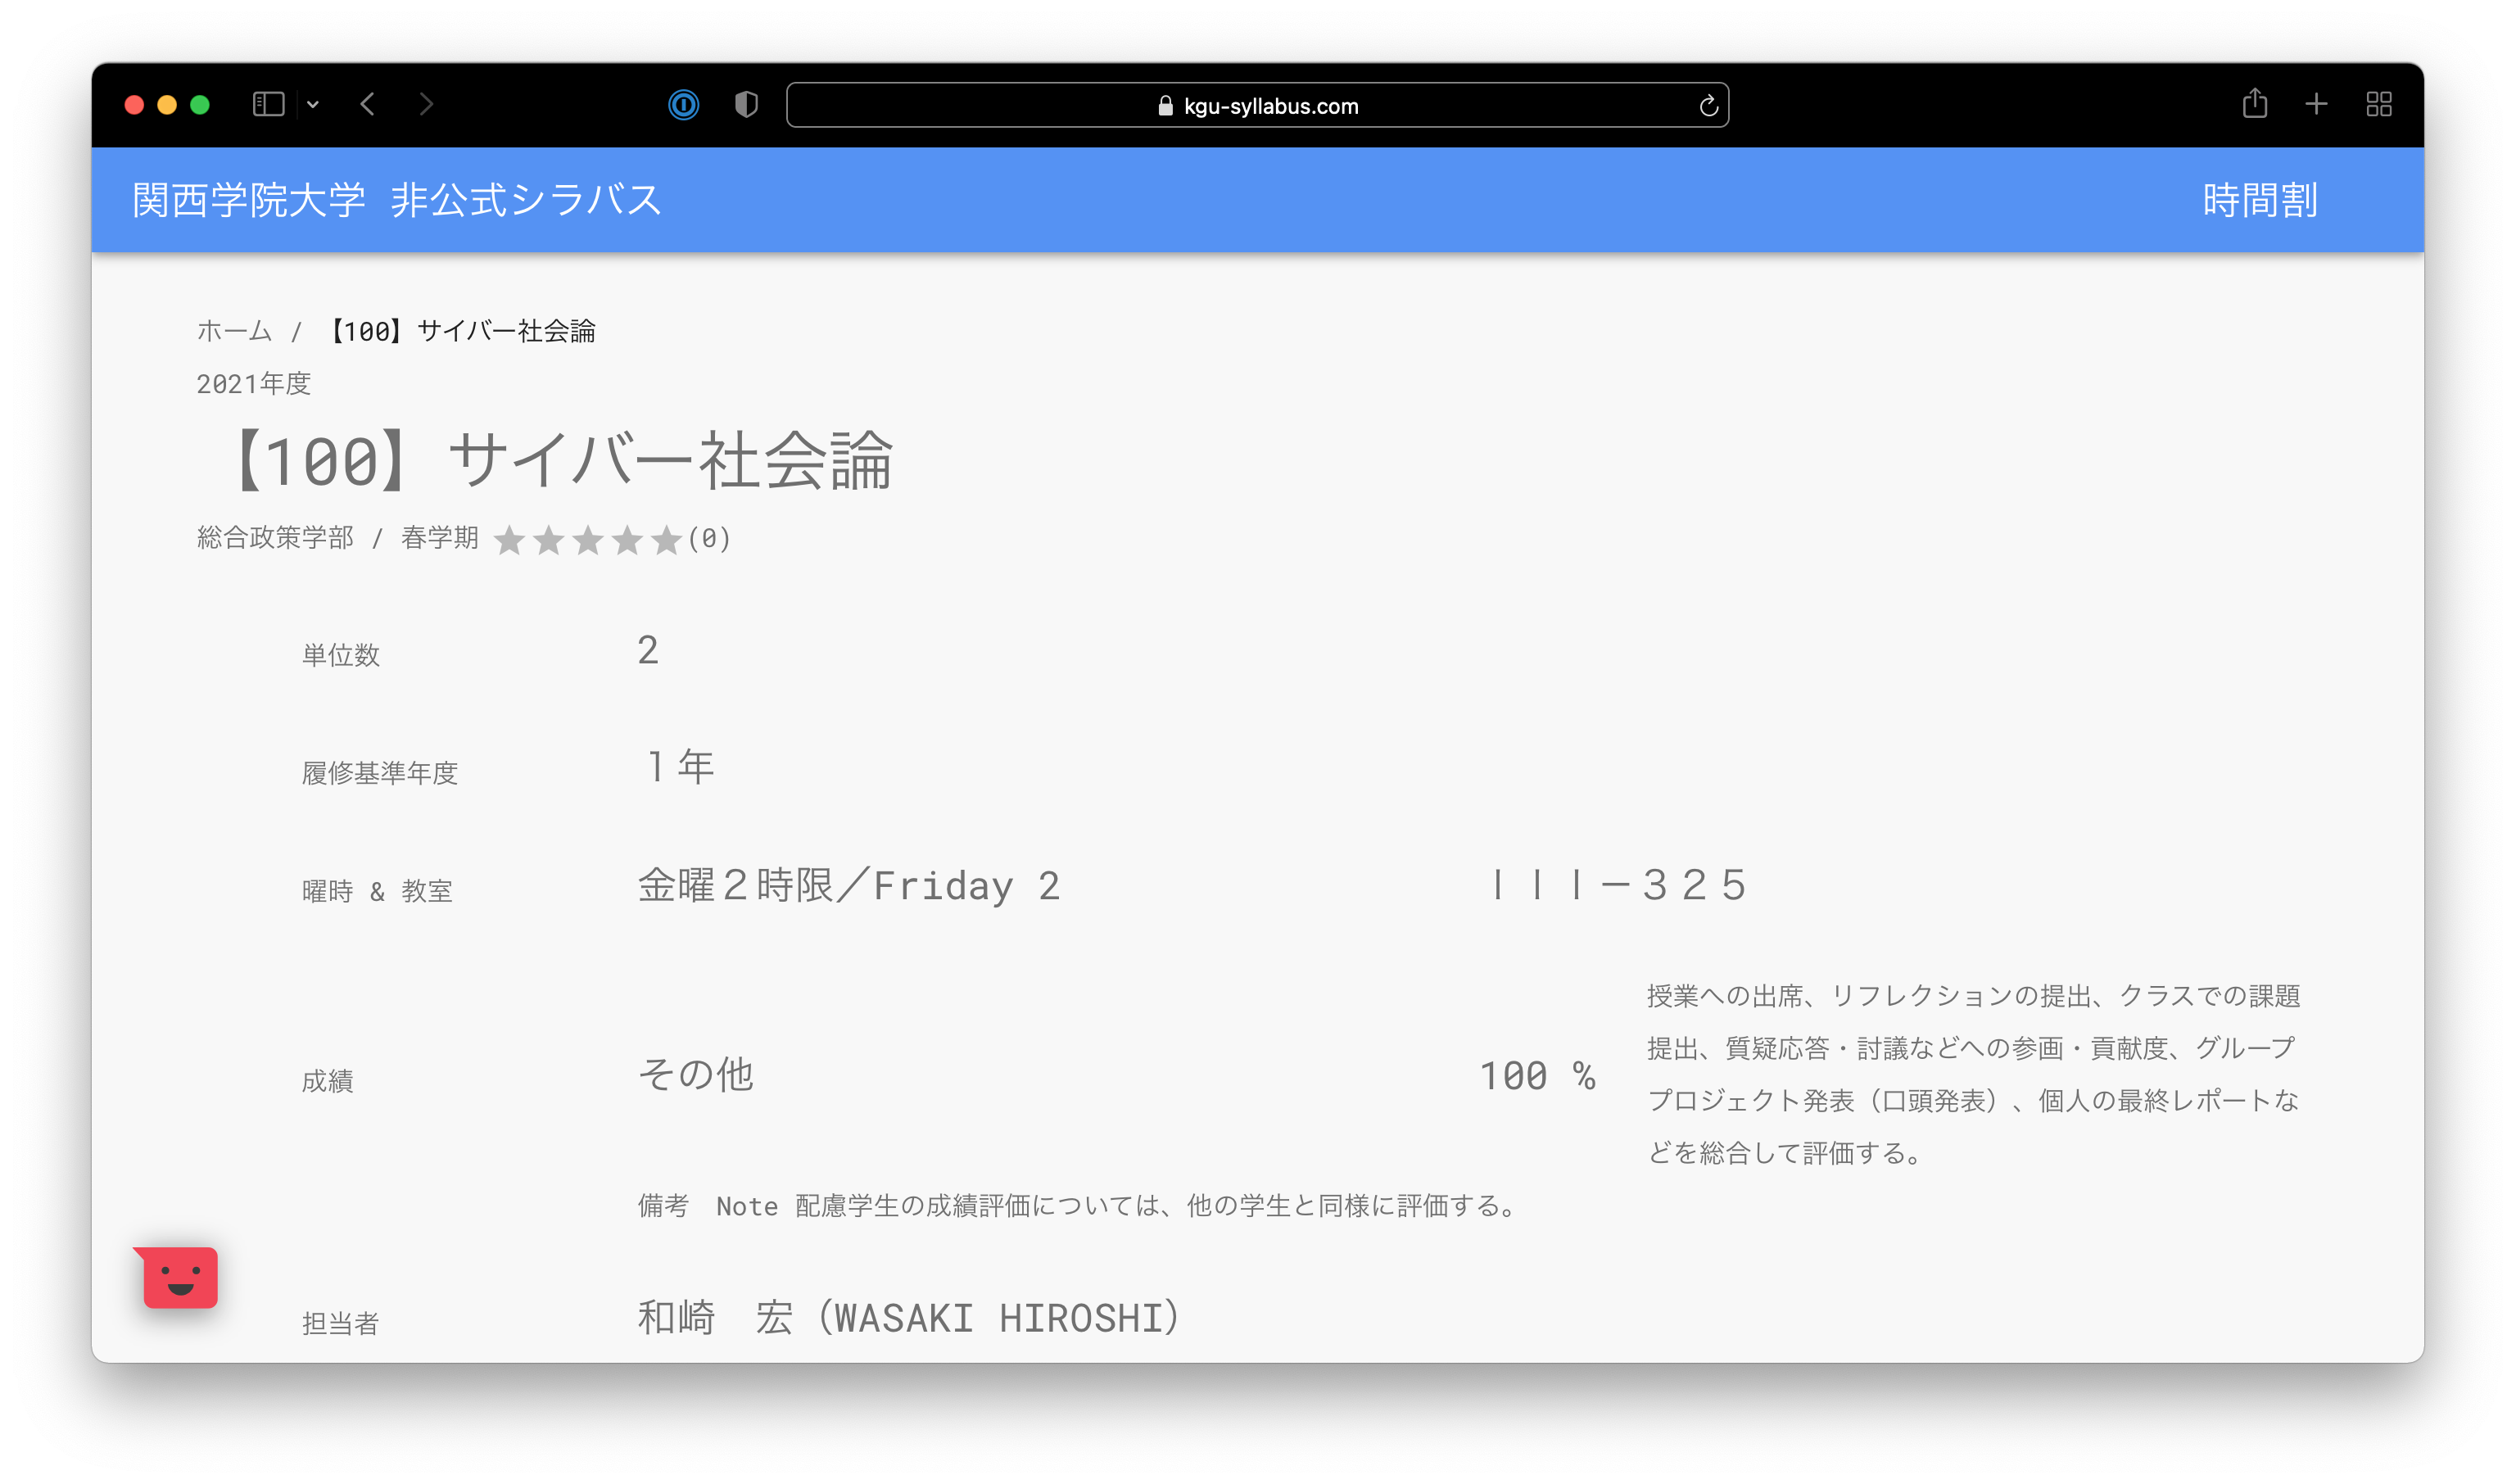 kgu-syllabus.com
関西学院大学 非公式シラバス
時間割
ホーム / 【100】サイバー社会論
2021年度
【100】サイバー社会論
総合政策学部 / 春学期 ★★★★★(0)
単位数 2
履修基準年度 １年
曜時 & 教室 金曜２時限／Friday 2 ＩＩＩ－３２５
成績 その他 100 %
授業への出席、リフレクションの提出、クラスでの課題
提出、質疑応答・討議などへの参画・貢献度、グループ
プロジェクト発表（口頭発表）、個人の最終レポートな
どを総合して評価する。
備考　Note 配慮学生の成績評価については、他の学生と同様に評価する。
担当者 和崎　宏（WASAKI HIROSHI）